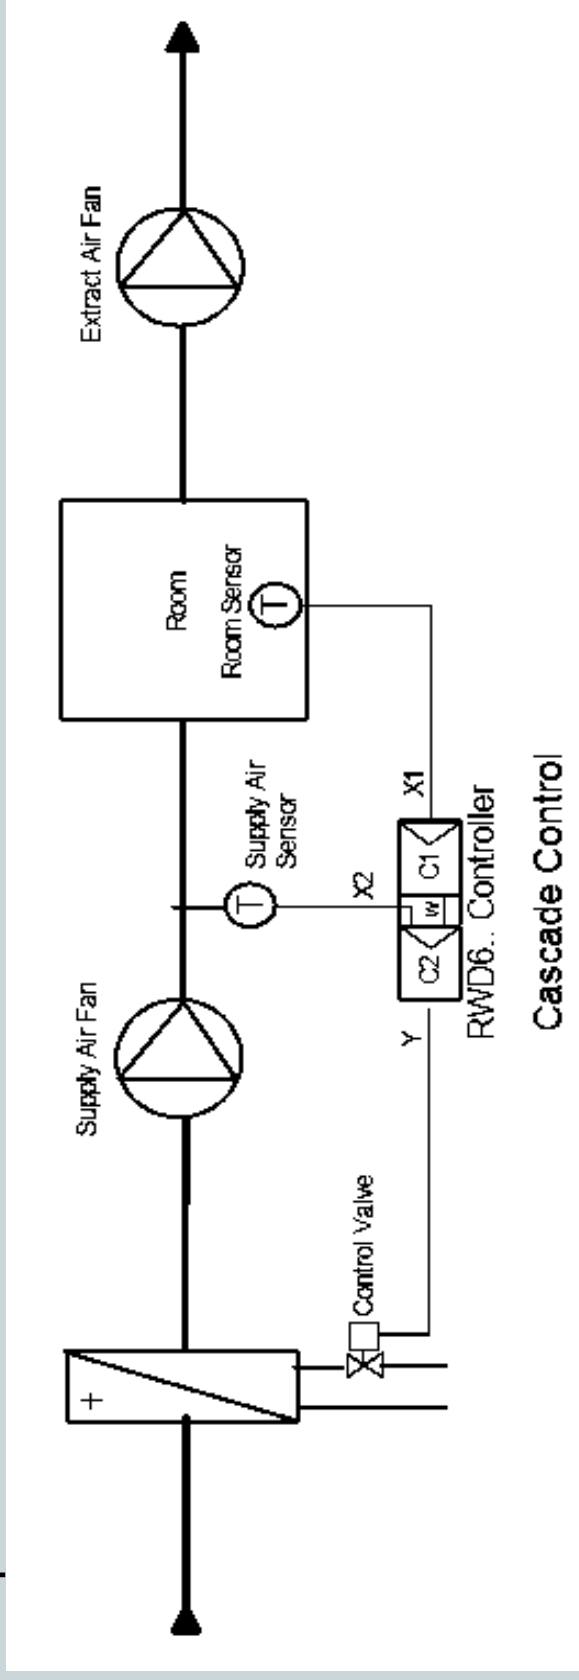 Extract Air Fan
Room
Room Sensor
T
Supply Air
Sensor
T
X1
X2
C1
w
C2
RWD6.. Controller
Supply Air Fan
Y
Control Valve
+
Cascade Control